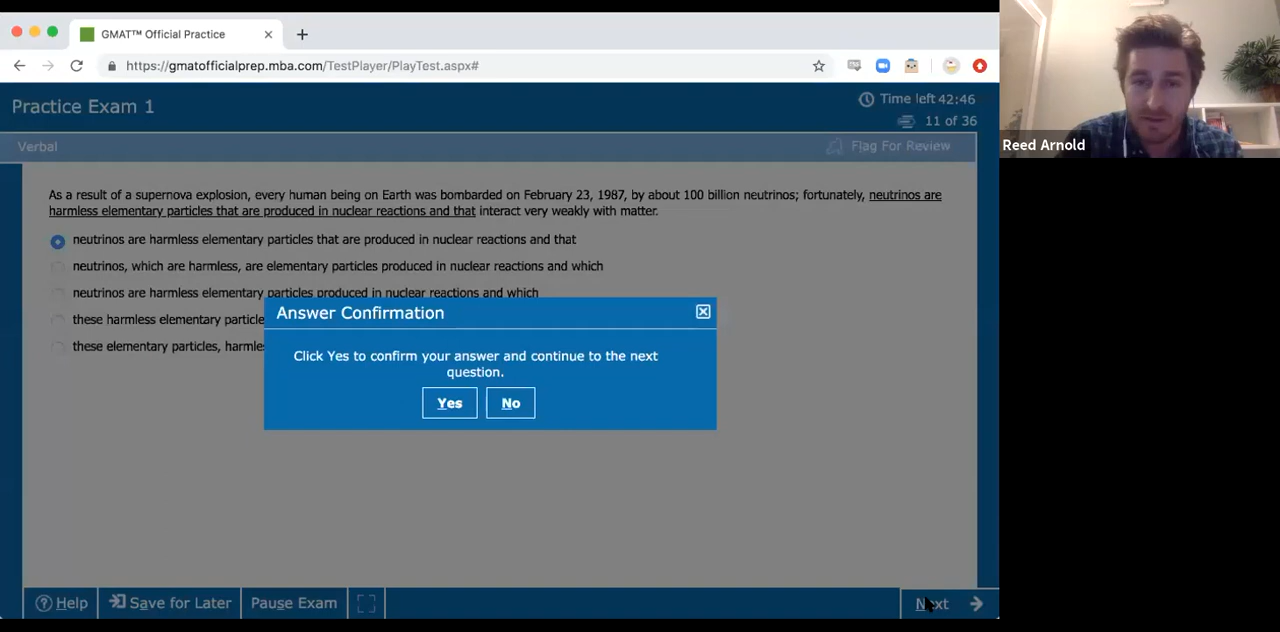 GMAT™ Official Practice
https://gmatofficialprep.mba.com/TestPlayer/PlayTest.aspx#
Practice Exam 1
Time left 42:46
11 of 36
Verbal
Flag For Review
As a result of a supernova explosion, every human being on Earth was bombarded on February 23, 1987, by about 100 billion neutrinos; fortunately, neutrinos are
harmless elementary particles that are produced in nuclear reactions and that interact very weakly with matter.
neutrinos are harmless elementary particles that are produced in nuclear reactions and that
neutrinos, which are harmless, are elementary particles produced in nuclear reactions and which
neutrinos are harmless elementary particles produced in nuclear reactions and which
these harmless elementary particle
these elementary particles, harmle
Answer Confirmation
Click Yes to confirm your answer and continue to the next
question.
Yes No
Help Save for Later Pause Exam Next
Reed Arnold